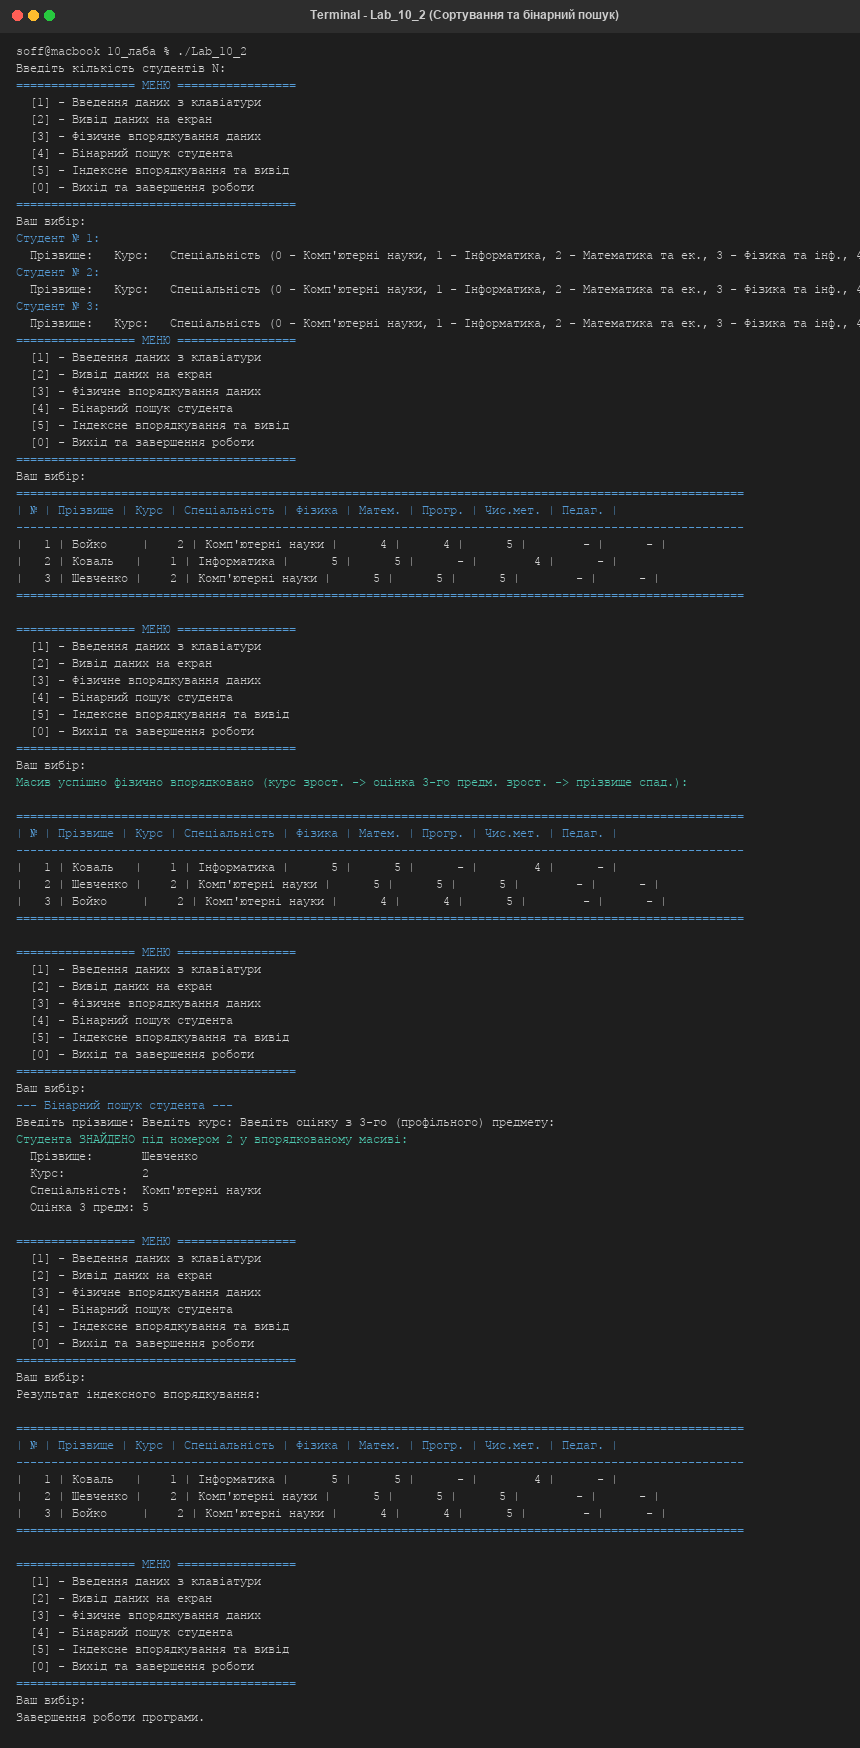 Terminal - Lab_10_2 (Сортування та бінарний пошук)
soff@macbook 10_лаба % ./Lab_10_2
Введіть кількість студентів N:
================= МЕНЮ =================
  [1] - Введення даних з клавіатури
  [2] - Вивід даних на екран
  [3] - Фізичне впорядкування даних
  [4] - Бінарний пошук студента
  [5] - Індексне впорядкування та вивід
  [0] - Вихід та завершення роботи
========================================
Ваш вибір:
Студент № 1:
  Прізвище:   Курс:   Спеціальність (0 - Комп'ютерні науки, 1 - Інформатика, 2 - Математика та ек., 3 - Фізика та інф., 4
Студент № 2:
  Прізвище:   Курс:   Спеціальність (0 - Комп'ютерні науки, 1 - Інформатика, 2 - Математика та ек., 3 - Фізика та інф., 4
Студент № 3:
  Прізвище:   Курс:   Спеціальність (0 - Комп'ютерні науки, 1 - Інформатика, 2 - Математика та ек., 3 - Фізика та інф., 4
================= МЕНЮ =================
  [1] - Введення даних з клавіатури
  [2] - Вивід даних на екран
  [3] - Фізичне впорядкування даних
  [4] - Бінарний пошук студента
  [5] - Індексне впорядкування та вивід
  [0] - Вихід та завершення роботи
========================================
Ваш вибір:
========================================================================================================
| № | Прізвище | Курс | Спеціальність | Фізика | Матем. | Прогр. | Чис.мет. | Педаг. |
--------------------------------------------------------------------------------------------------------
|   1 | Бойко     |    2 | Комп'ютерні науки |      4 |      4 |      5 |        - |      - |
|   2 | Коваль   |    1 | Інформатика |      5 |      5 |      - |        4 |      - |
|   3 | Шевченко |    2 | Комп'ютерні науки |      5 |      5 |      5 |        - |      - |
========================================================================================================

================= МЕНЮ =================
  [1] - Введення даних з клавіатури
  [2] - Вивід даних на екран
  [3] - Фізичне впорядкування даних
  [4] - Бінарний пошук студента
  [5] - Індексне впорядкування та вивід
  [0] - Вихід та завершення роботи
========================================
Ваш вибір:
Масив успішно фізично впорядковано (курс зрост. -> оцінка 3-го предм. зрост. -> прізвище спад.):

========================================================================================================
| № | Прізвище | Курс | Спеціальність | Фізика | Матем. | Прогр. | Чис.мет. | Педаг. |
--------------------------------------------------------------------------------------------------------
|   1 | Коваль   |    1 | Інформатика |      5 |      5 |      - |        4 |      - |
|   2 | Шевченко |    2 | Комп'ютерні науки |      5 |      5 |      5 |        - |      - |
|   3 | Бойко     |    2 | Комп'ютерні науки |      4 |      4 |      5 |        - |      - |
========================================================================================================

================= МЕНЮ =================
  [1] - Введення даних з клавіатури
  [2] - Вивід даних на екран
  [3] - Фізичне впорядкування даних
  [4] - Бінарний пошук студента
  [5] - Індексне впорядкування та вивід
  [0] - Вихід та завершення роботи
========================================
Ваш вибір:
--- Бінарний пошук студента ---
Введіть прізвище: Введіть курс: Введіть оцінку з 3-го (профільного) предмету:
Студента ЗНАЙДЕНО під номером 2 у впорядкованому масиві:
  Прізвище:       Шевченко
  Курс:           2
  Спеціальність:  Комп'ютерні науки
  Оцінка 3 предм: 5

================= МЕНЮ =================
  [1] - Введення даних з клавіатури
  [2] - Вивід даних на екран
  [3] - Фізичне впорядкування даних
  [4] - Бінарний пошук студента
  [5] - Індексне впорядкування та вивід
  [0] - Вихід та завершення роботи
========================================
Ваш вибір:
Результат індексного впорядкування:

========================================================================================================
| № | Прізвище | Курс | Спеціальність | Фізика | Матем. | Прогр. | Чис.мет. | Педаг. |
--------------------------------------------------------------------------------------------------------
|   1 | Коваль   |    1 | Інформатика |      5 |      5 |      - |        4 |      - |
|   2 | Шевченко |    2 | Комп'ютерні науки |      5 |      5 |      5 |        - |      - |
|   3 | Бойко     |    2 | Комп'ютерні науки |      4 |      4 |      5 |        - |      - |
========================================================================================================

================= МЕНЮ =================
  [1] - Введення даних з клавіатури
  [2] - Вивід даних на екран
  [3] - Фізичне впорядкування даних
  [4] - Бінарний пошук студента
  [5] - Індексне впорядкування та вивід
  [0] - Вихід та завершення роботи
========================================
Ваш вибір:
Завершення роботи програми.